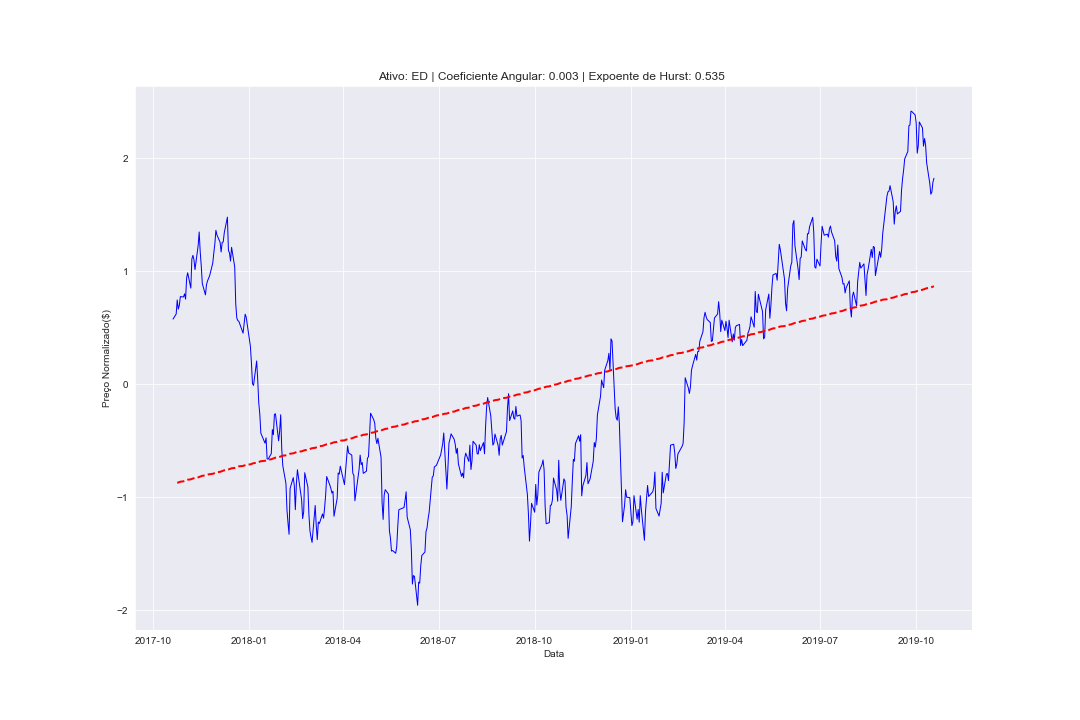 Ativo: ED | Coeficiente Angular: 0.003 | Expoente de Hurst: 0.535
Preço Normalizado($)
2
1
0
−1
−2
2017-10 2018-01 2018-04 2018-07 2018-10 2019-01 2019-04 2019-07 2019-10
Data